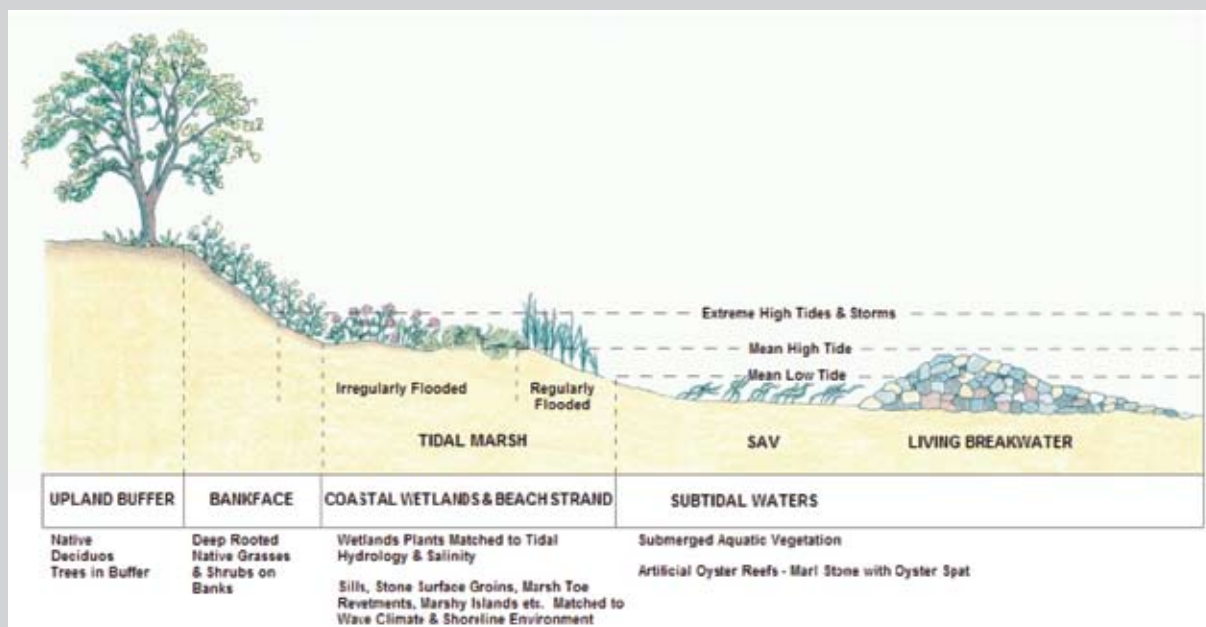 Extreme High Tides & Storms
Mean High Tide
Mean Low Tide
Irregularly Flooded
Regularly
Flooded
TIDAL MARSH
SAV
LIVING BREAKWATER
UPLAND BUFFER
BANKFACE
COASTAL WETLANDS & BEACH STRAND
SUBTIDAL WATERS
Native
Deciduos
Trees in Buffer
Deep Rooted
Native Grasses
& Shrubs on
Banks
Wetlands Plants Matched to Tidal
Hydrology & Salinity
Sills, Stone Surface Groins, Marsh Toe
Revetments, Marshy Islands etc. Matched to
Wave Climate & Shoreline Environment
Submerged Aquatic Vegetation
Artificial Oyster Reefs - Marl Stone with Oyster Spat